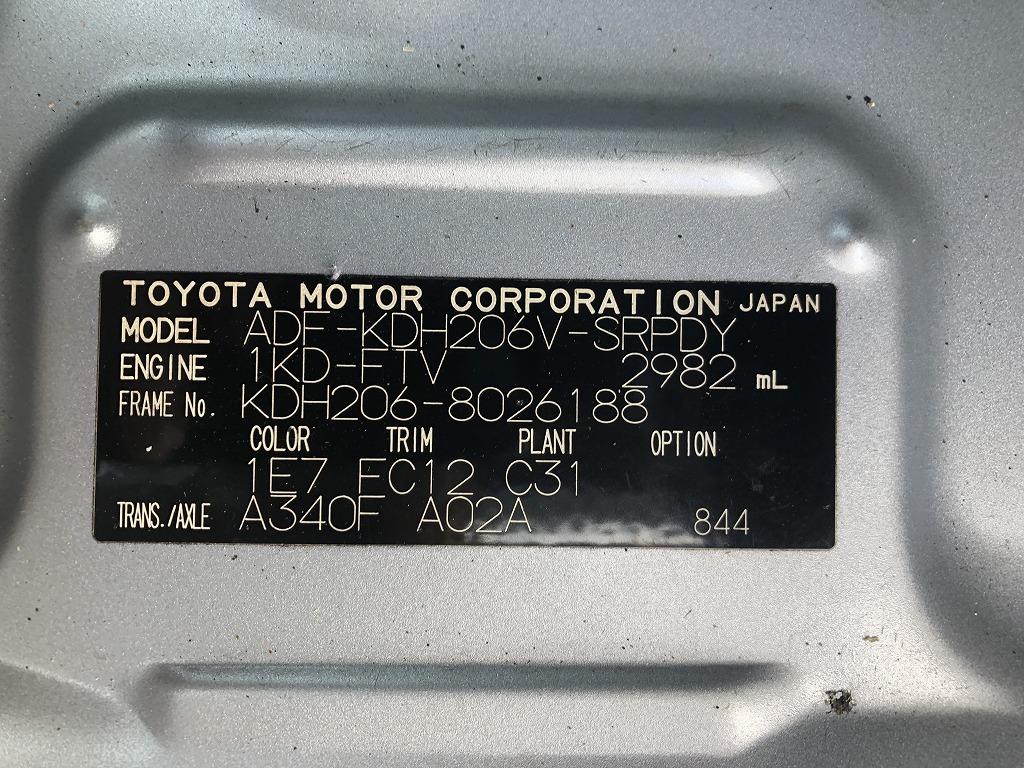 TOYOTA MOTOR CORPORATION JAPAN
MODEL ADF-KDH206V-SRPDY
ENGINE 1KD-FTV 2982 mL
FRAME No. KDH206-8026188
COLOR TRIM PLANT OPTION
1E7 FC12 C31
TRANS./AXLE A340F A02A 844